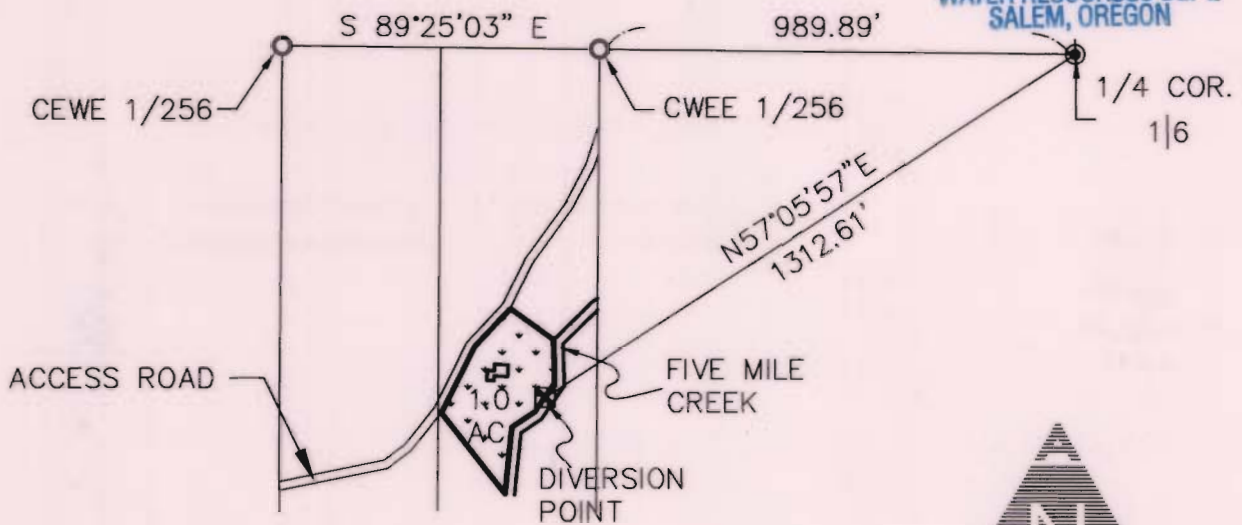 SALEM, OREGON
S 89°25'03" E
989.89'
CEWE 1/256
CWEE 1/256
1/4 COR.
1|6
N57°05'57"E
1312.61'
ACCESS ROAD
1.0
AC
FIVE MILE
CREEK
DIVERSION
POINT
N